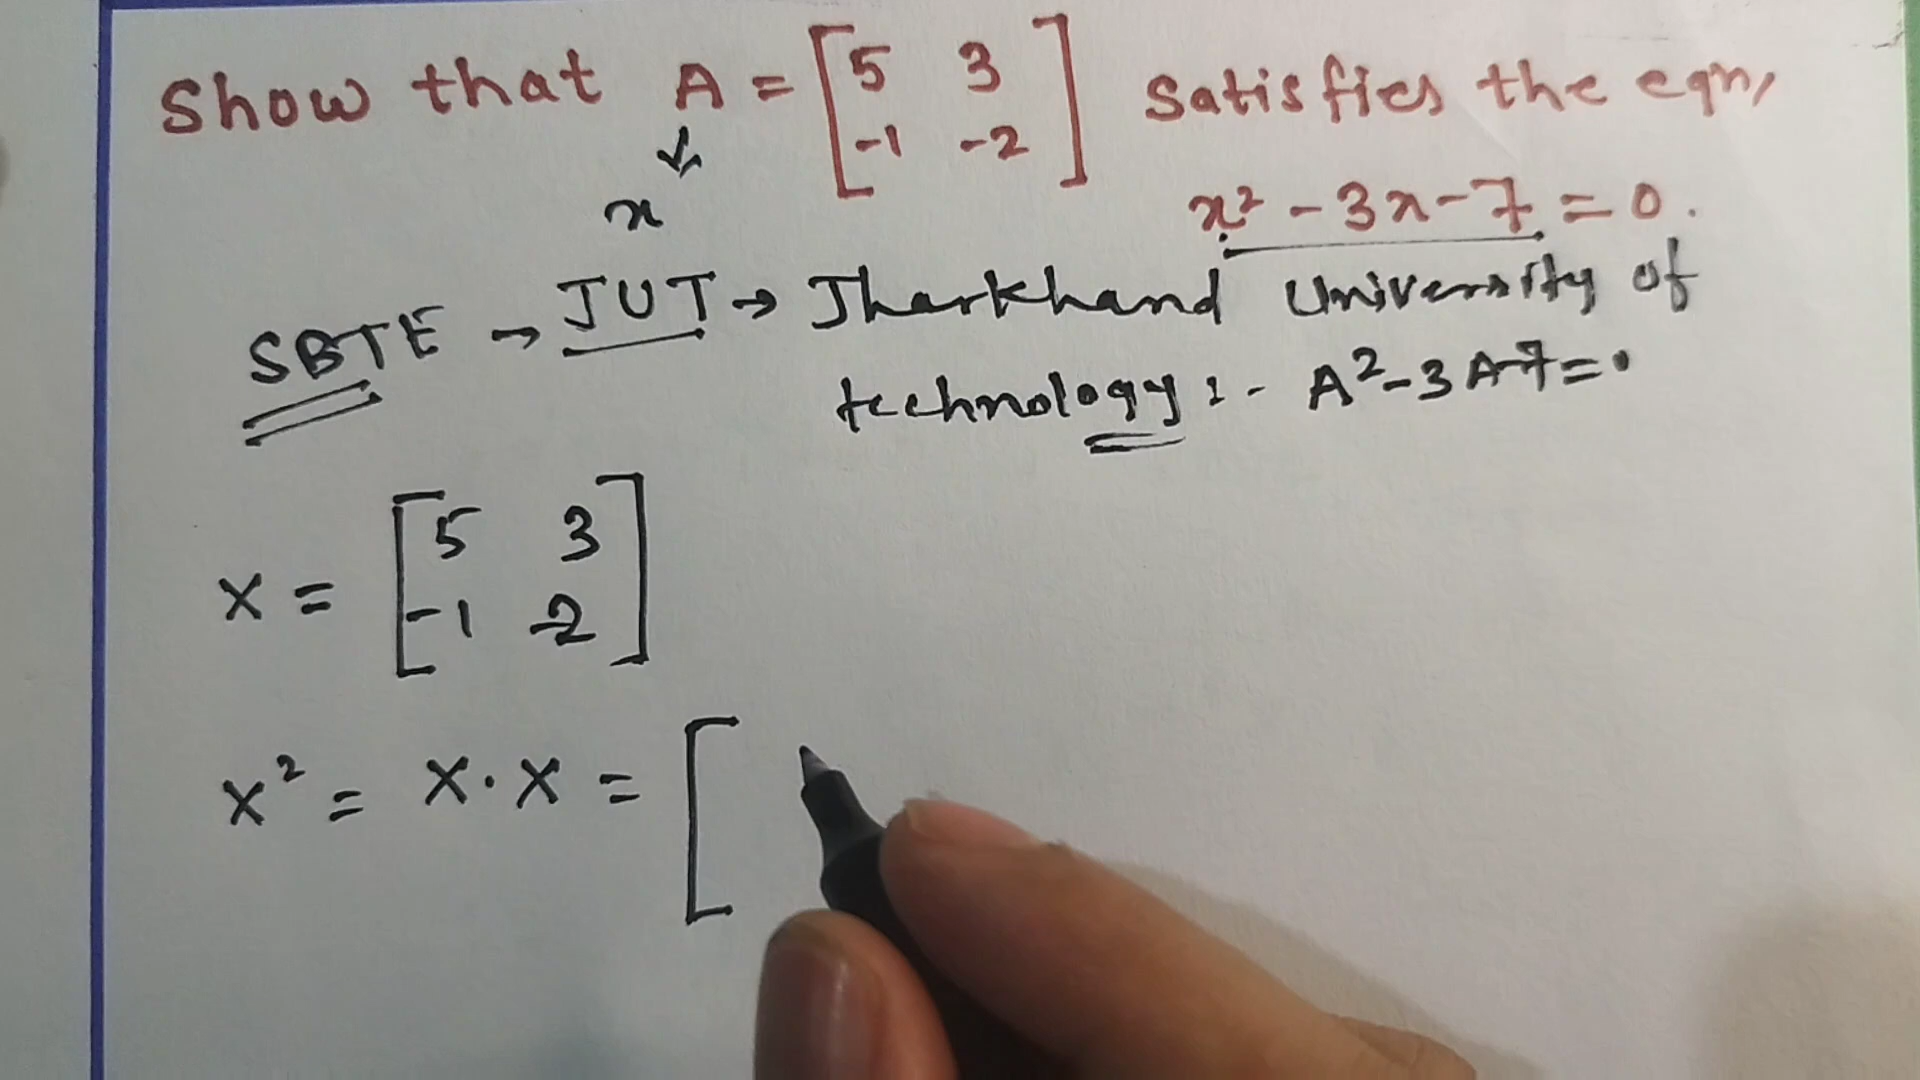 Show that A = [5 3 -1 -2] Satisfies the eqn,
x
x² - 3x - 7 = 0.
SBTE → JUT → Jharkhand University of
technology :- A² - 3A - 7 = 0
X = [5 3 -1 -2]
X² = X · X = [